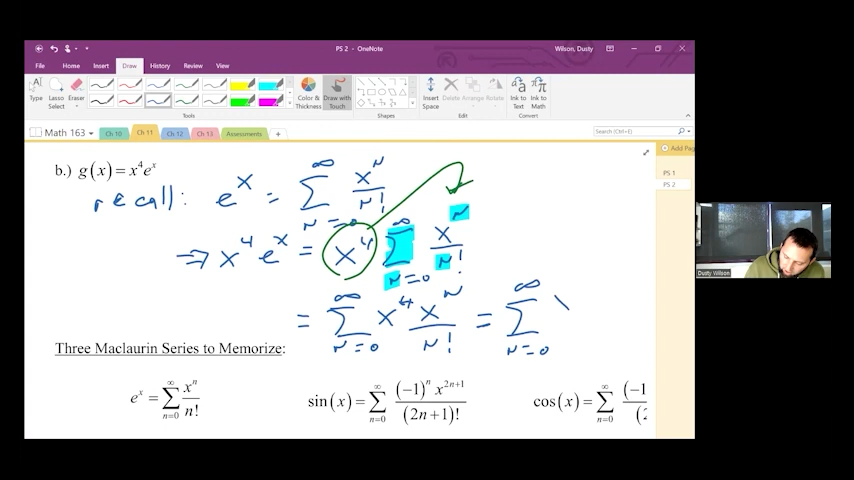 PS 2 - OneNote
Wilson, Dusty
File Home Insert Draw History Review View
Type Lasso Select Eraser Color & Thickness Draw with Touch Insert Space Delete Arrange Rotate Ink to Text Ink to Math
Tools Shapes Edit Convert
Math 163 Ch 10 Ch 11 Ch 12 Ch 13 Assessments + Search (Ctrl+E)
Add Pag
PS 1
PS 2
b.) g(x) = x⁴eˣ
recall: eˣ = ∑_{n=0}^{∞} xⁿ/n!
⇒ x⁴eˣ = x⁴ ∑_{n=0}^{∞} xⁿ/n!
= ∑_{n=0}^{∞} x⁴ xⁿ/n! = ∑_{n=0}^{∞}
Three Maclaurin Series to Memorize:
eˣ = ∑_{n=0}^{∞} xⁿ/n! sin(x) = ∑_{n=0}^{∞} (−1)ⁿ x²ⁿ⁺¹/(2n+1)! cos(x) = ∑_{n=0}^{∞} (−1/(2
Dusty Wilson